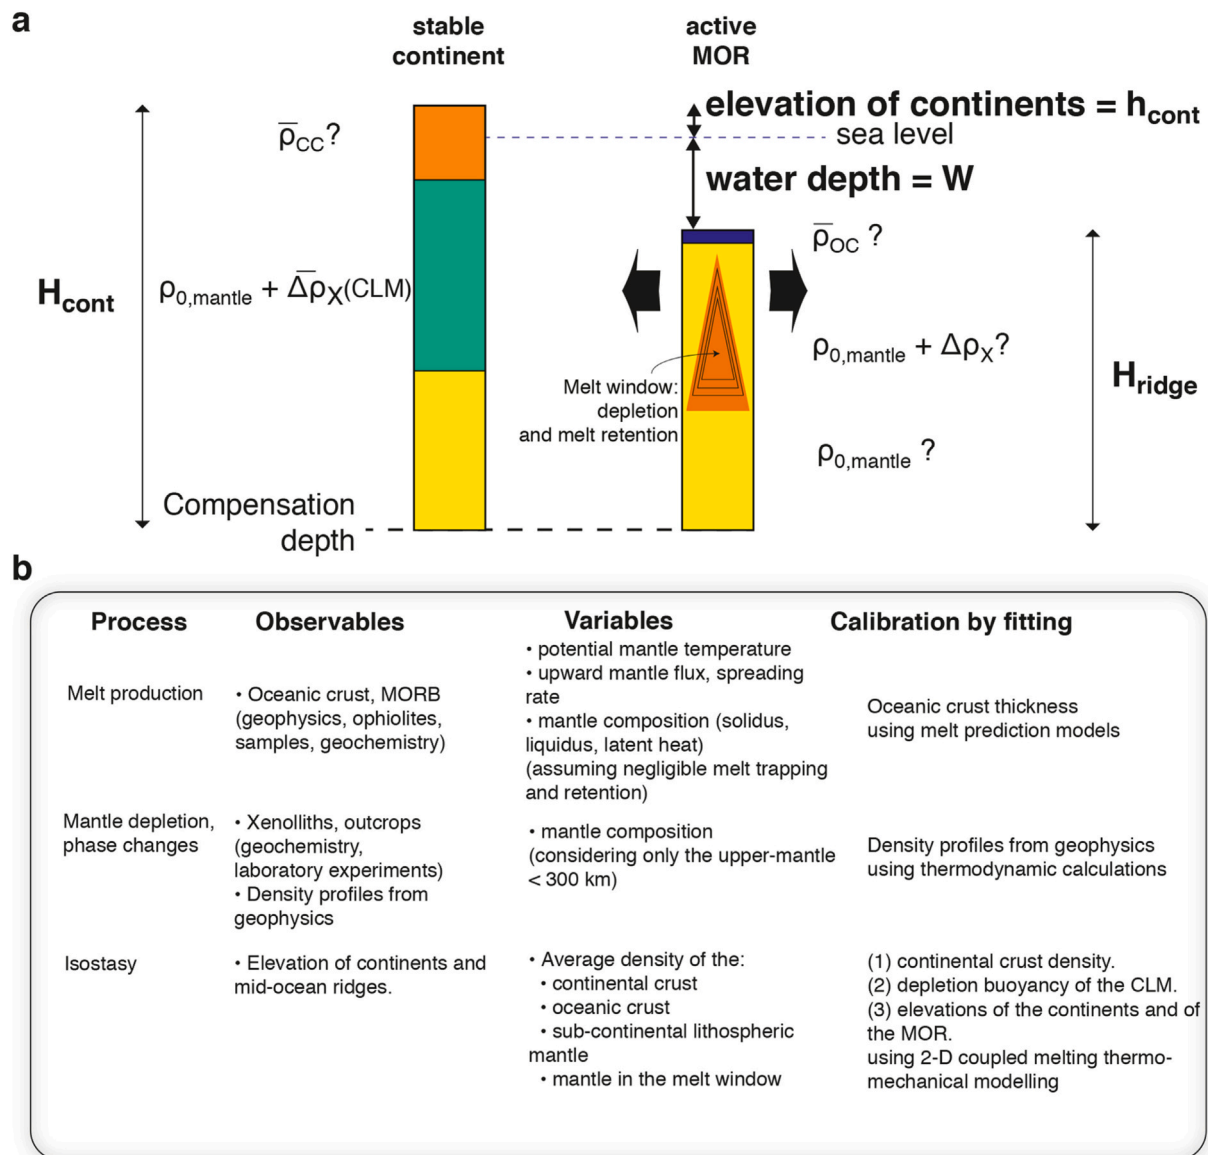 a
stable
continent
active
MOR
elevation of continents = hcont
ρ̅CC?
sea level
water depth = W
ρ̅OC ?
Hcont
ρ0,mantle + Δ̅ρX(CLM)
ρ0,mantle + ΔρX?
Hridge
Melt window:
depletion
and melt retention
ρ0,mantle ?
Compensation
depth
b
Process
Observables
Variables
Calibration by fitting
Melt production
• Oceanic crust, MORB
(geophysics, ophiolites,
samples, geochemistry)
• potential mantle temperature
• upward mantle flux, spreading
rate
• mantle composition (solidus,
liquidus, latent heat)
(assuming negligible melt trapping
and retention)
Oceanic crust thickness
using melt prediction models
Mantle depletion,
phase changes
• Xenolliths, outcrops
(geochemistry,
laboratory experiments)
• Density profiles from
geophysics
• mantle composition
(considering only the upper-mantle
< 300 km)
Density profiles from geophysics
using thermodynamic calculations
Isostasy
• Elevation of continents and
mid-ocean ridges.
• Average density of the:
• continental crust
• oceanic crust
• sub-continental lithospheric
mantle
• mantle in the melt window
(1) continental crust density.
(2) depletion buoyancy of the CLM.
(3) elevations of the continents and of
the MOR.
using 2-D coupled melting thermo-
mechanical modelling